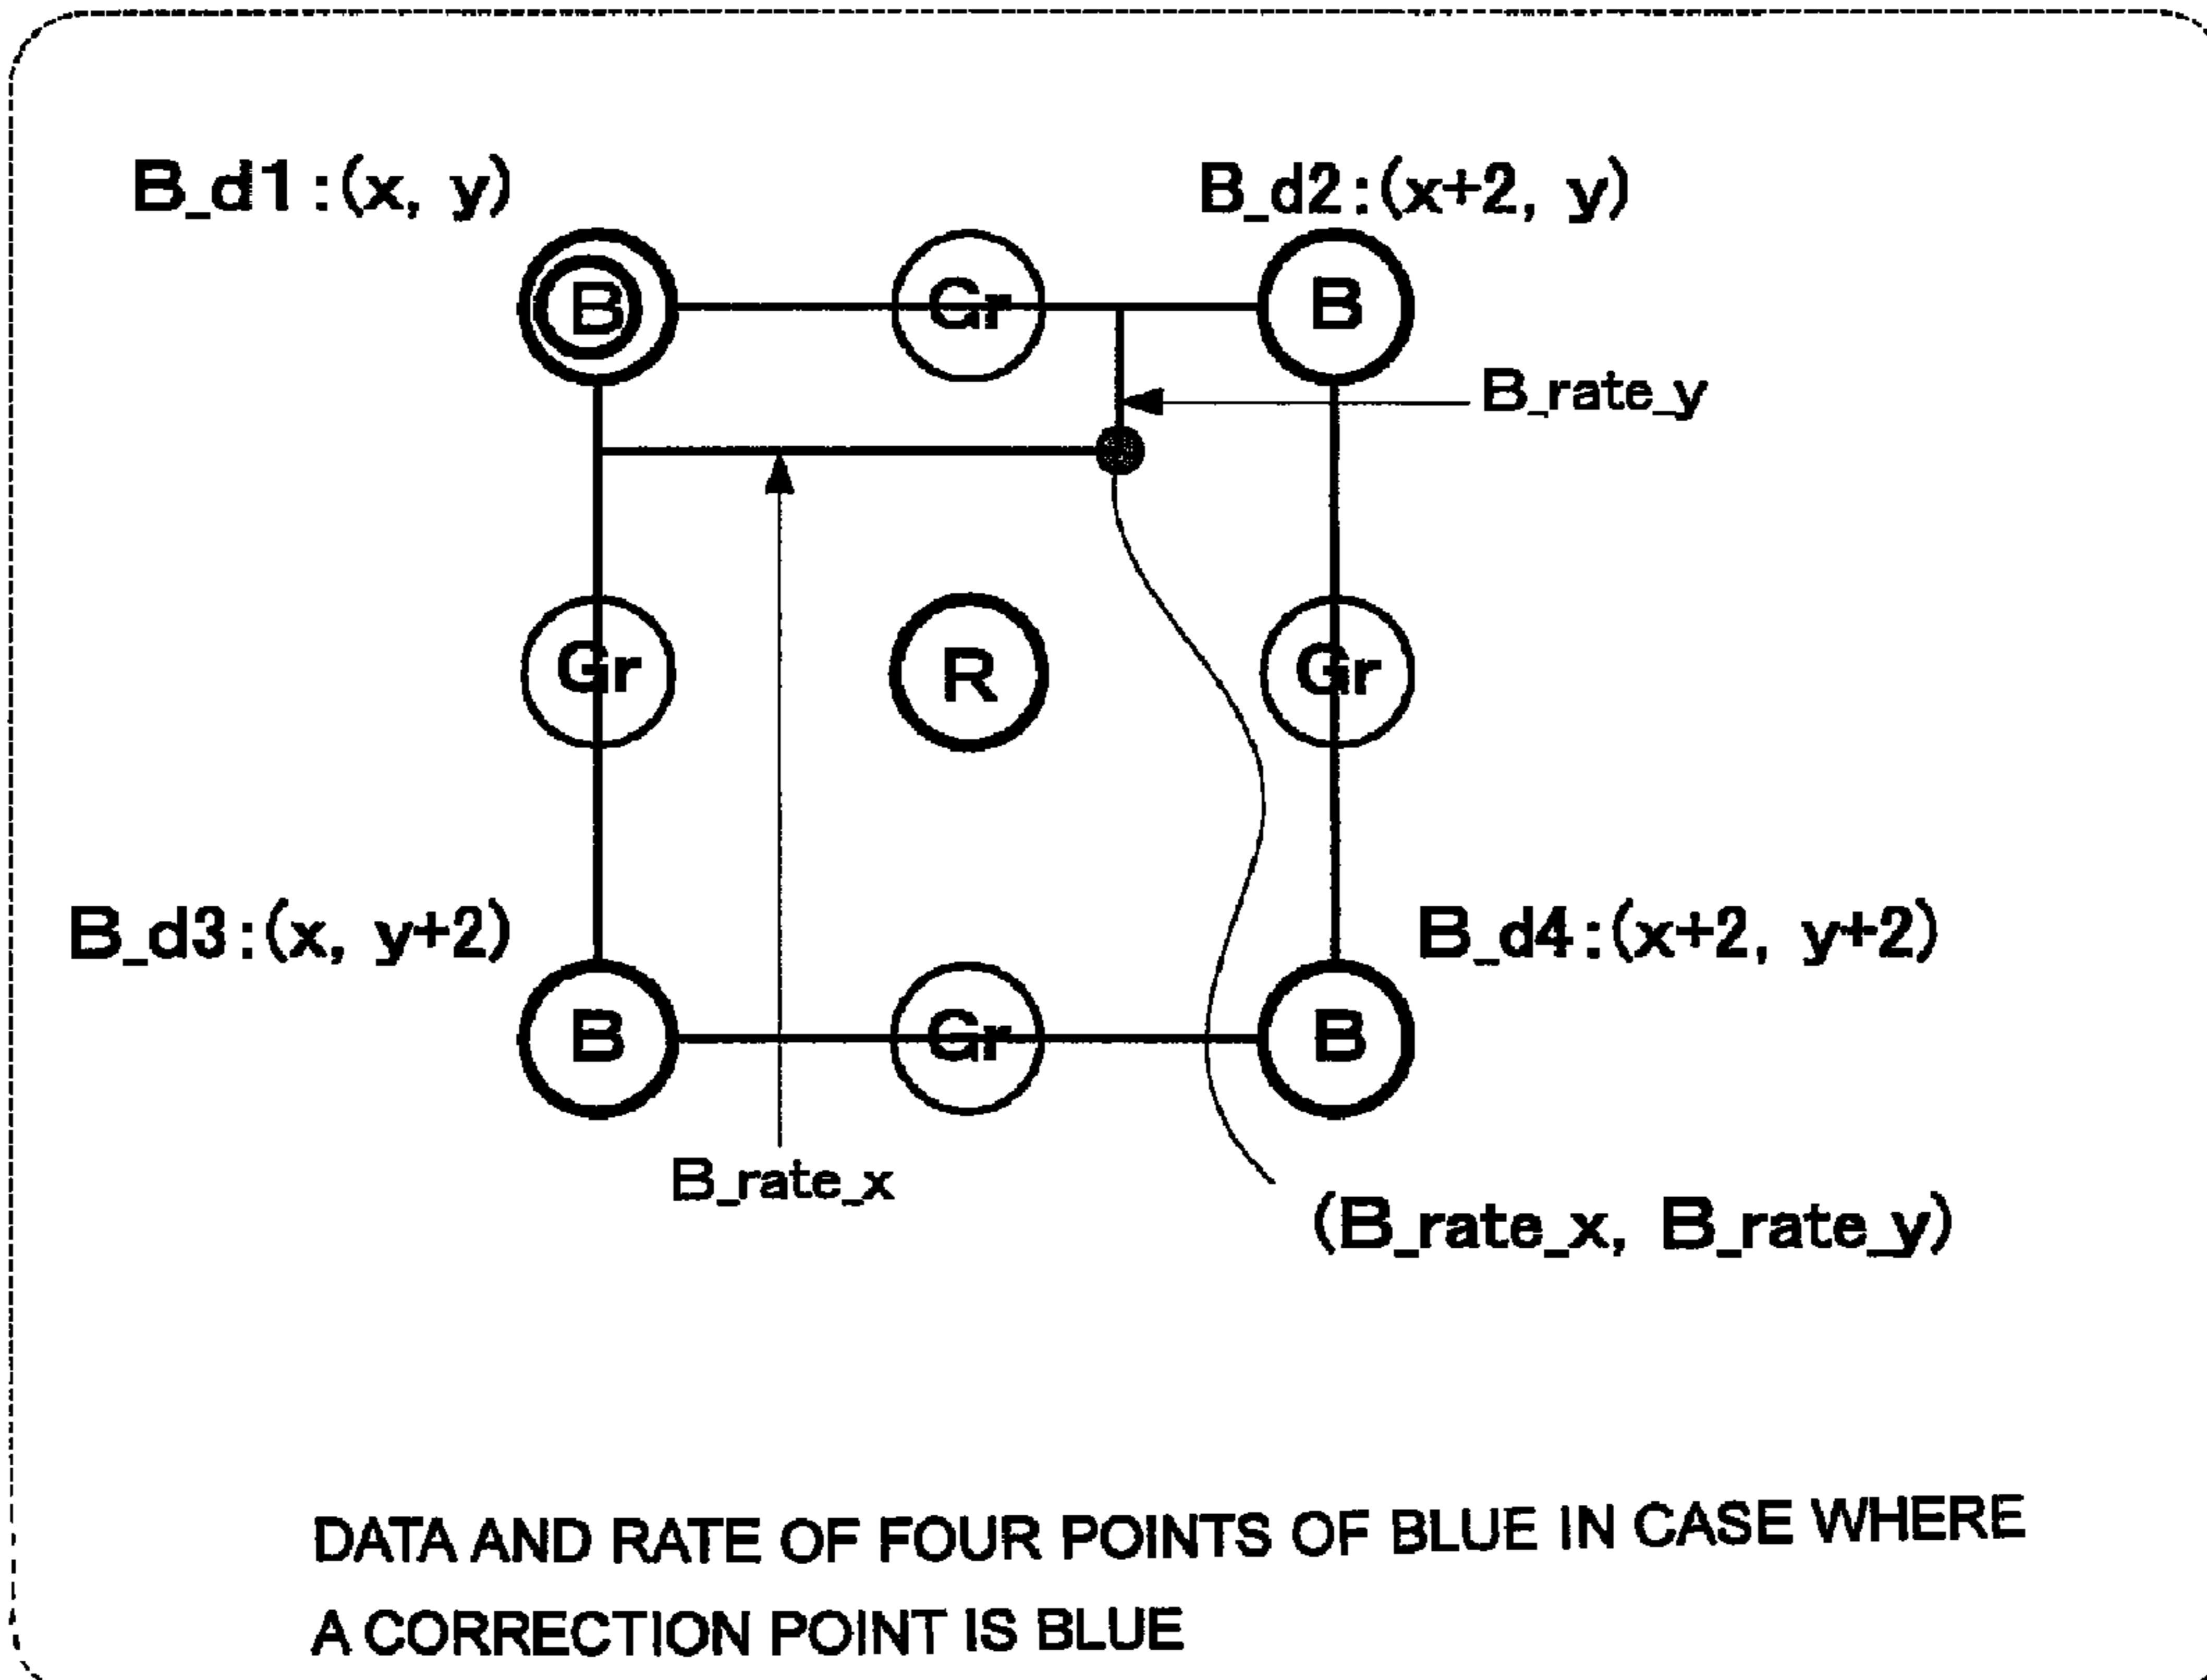 B_d1:(x, y)
B_d2:(x+2, y)
B
Gr
B
B_rate_y
Gr
R
Gr
B_d3:(x, y+2)
B_d4:(x+2, y+2)
B
Gr
B
B_rate_x
(B_rate_x, B_rate_y)
DATA AND RATE OF FOUR POINTS OF BLUE IN CASE WHERE
A CORRECTION POINT IS BLUE